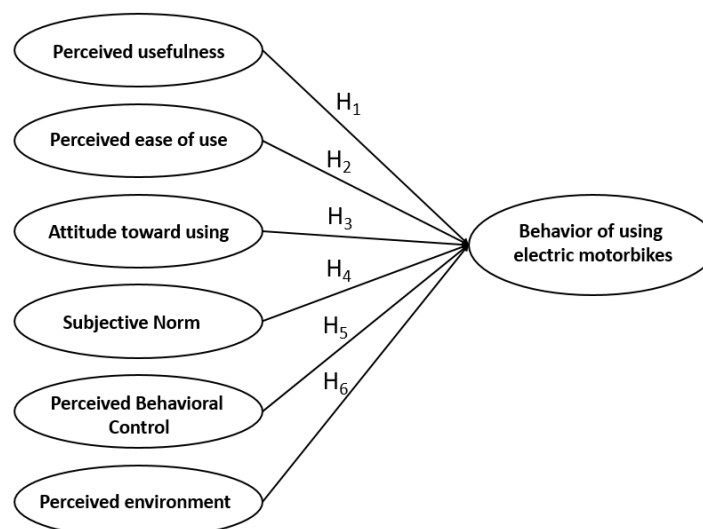 Perceived usefulness
H1
Perceived ease of use
H2
Attitude toward using
H3
Behavior of using
electric motorbikes
Subjective Norm
H4
Perceived Behavioral
Control
H5
Perceived environment
H6